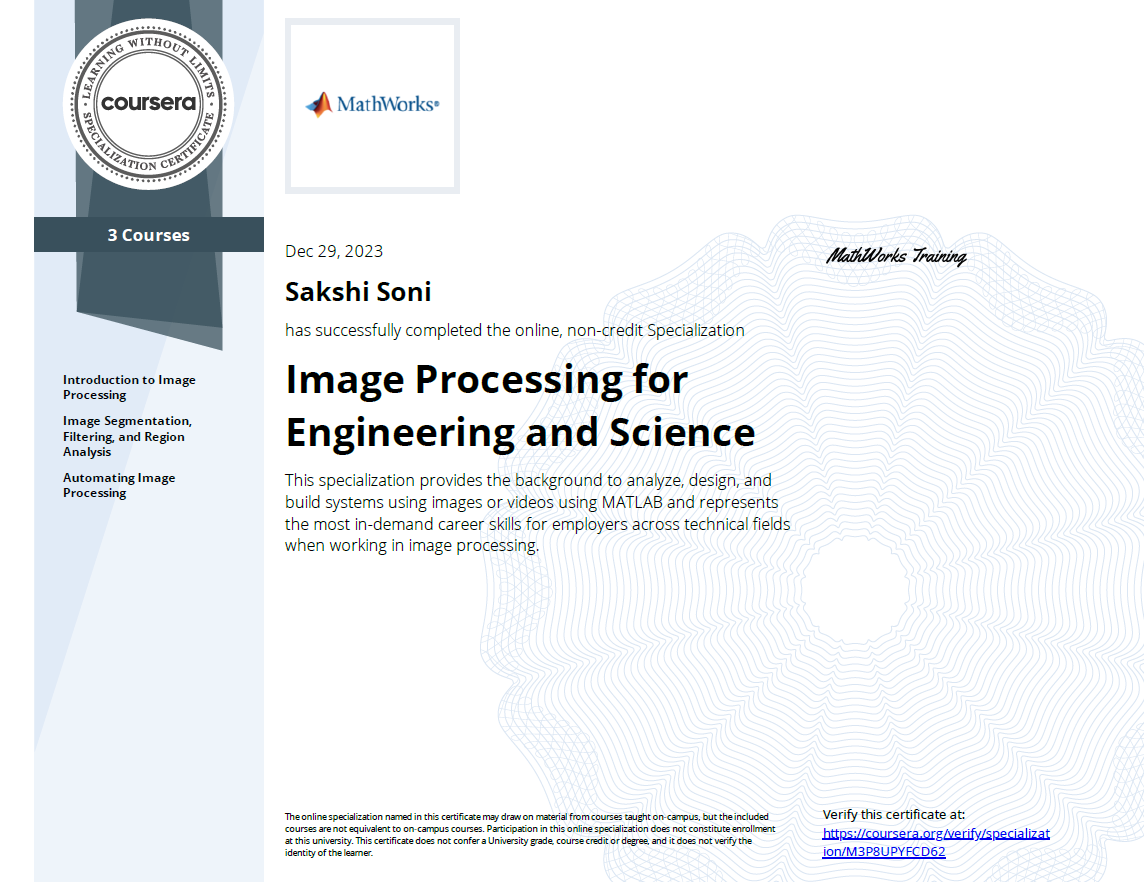 LEARNING WITHOUT LIMITS
coursera
SPECIALIZATION CERTIFICATE
3 Courses
Introduction to Image
Processing
Image Segmentation,
Filtering, and Region
Analysis
Automating Image
Processing
MathWorks®
Dec 29, 2023
Sakshi Soni
has successfully completed the online, non-credit Specialization
Image Processing for
Engineering and Science
This specialization provides the background to analyze, design, and
build systems using images or videos using MATLAB and represents
the most in-demand career skills for employers across technical fields
when working in image processing.
MathWorks Training
The online specialization named in this certificate may draw on material from courses taught on-campus, but the included
courses are not equivalent to on-campus courses. Participation in this online specialization does not constitute enrollment
at this university. This certificate does not confer a University grade, course credit or degree, and it does not verify the
identity of the learner.
Verify this certificate at:
https://coursera.org/verify/specializat
ion/M3P8UPYFCD62